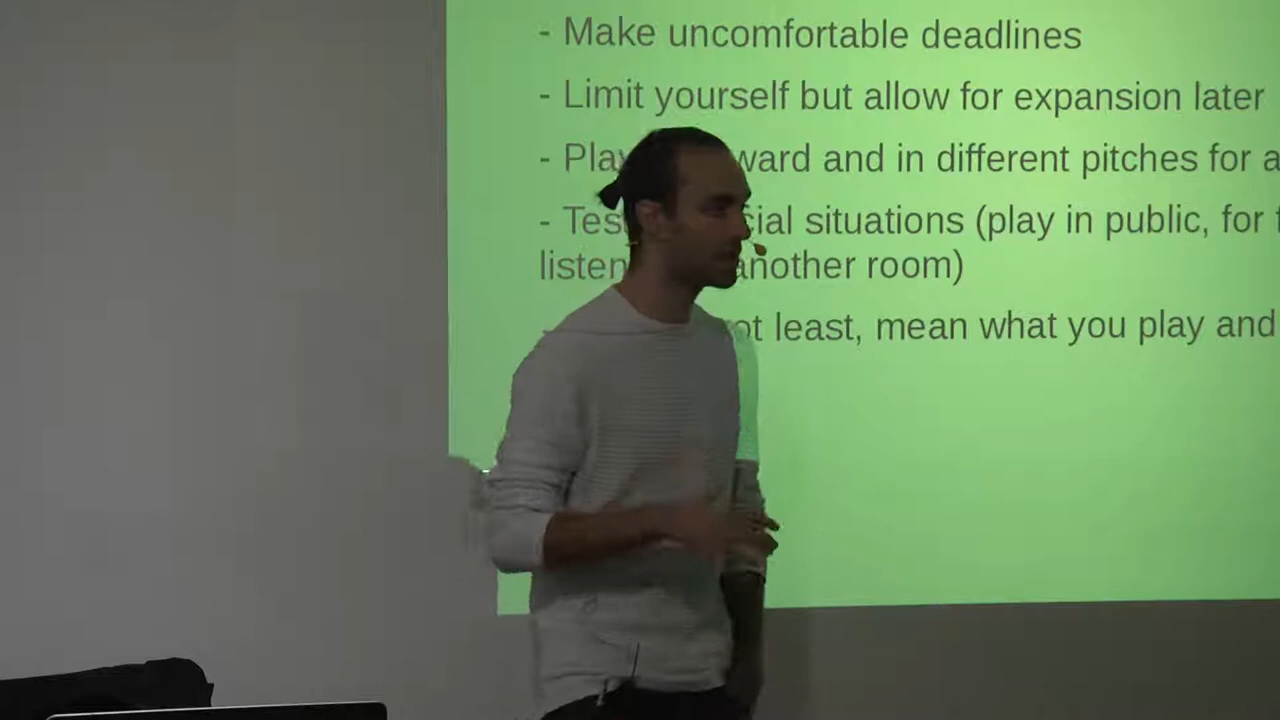 - Make uncomfortable deadlines
- Limit yourself but allow for expansion later
- Play ward and in different pitches for a
- Tes cial situations (play in public, for
listen another room)
ot least, mean what you play and